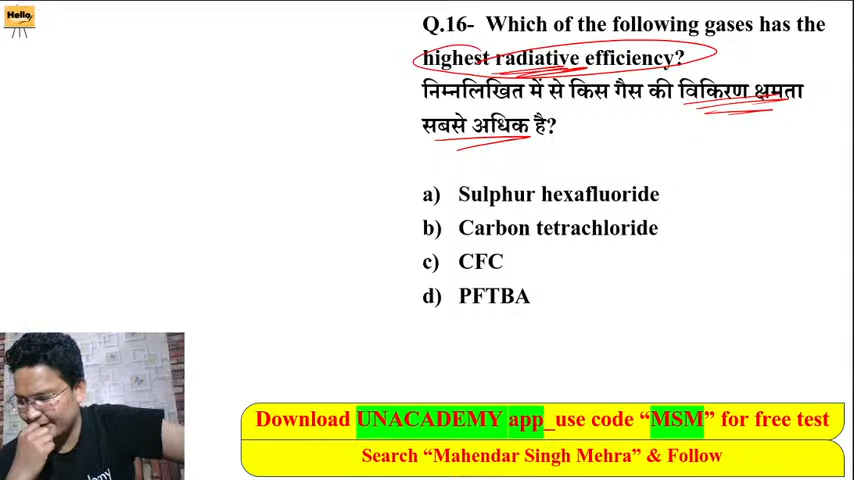 Hello
Q.16- Which of the following gases has the
highest radiative efficiency?
निम्नलिखित में से किस गैस की विकिरण क्षमता
सबसे अधिक है?
a) Sulphur hexafluoride
b) Carbon tetrachloride
c) CFC
d) PFTBA
Download UNACADEMY app_use code “MSM” for free test
Search “Mahendar Singh Mehra” & Follow